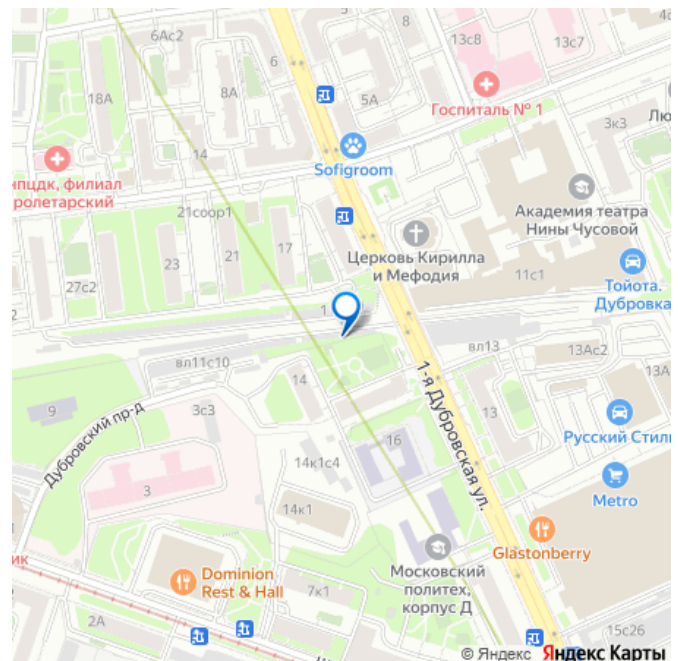 6Ас2
6
13с8
13с7
8А
5А
Госпиталь № 1
18А
14
3к3
Sofigroom
нпцдк, филиал
ролетарский
21соор1
Академия театра
Нины Чусовой
Церковь Кирилла
и Мефодия
23
21
17
27с2
11с1
Тойота.
Дубровка
1
вл11с10
вл13
13Ас2
13А
14
9
3с3
1-я Дубровская ул.
13
Дубровский пр-д
16
Русский Стиль
14к1с4
3
14к1
Metro
Glastonberry
ик
Dominion
Rest & Hall
Московский
политех,
корпус Д
7к1
2А
15с26
© Яндекс Яндекс Карты